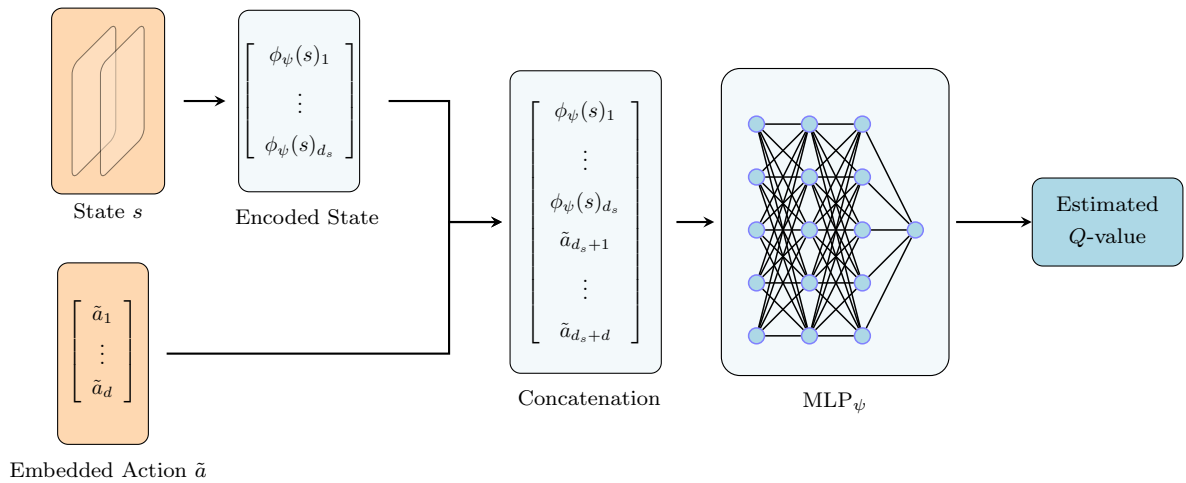 ϕψ(s)1
⋮
ϕψ(s)ds
State s
Encoded State
ã1
⋮
ãd
Embedded Action ã
ϕψ(s)1
⋮
ϕψ(s)ds
ãds+1
⋮
ãds+d
Concatenation
MLPψ
Estimated
Q-value